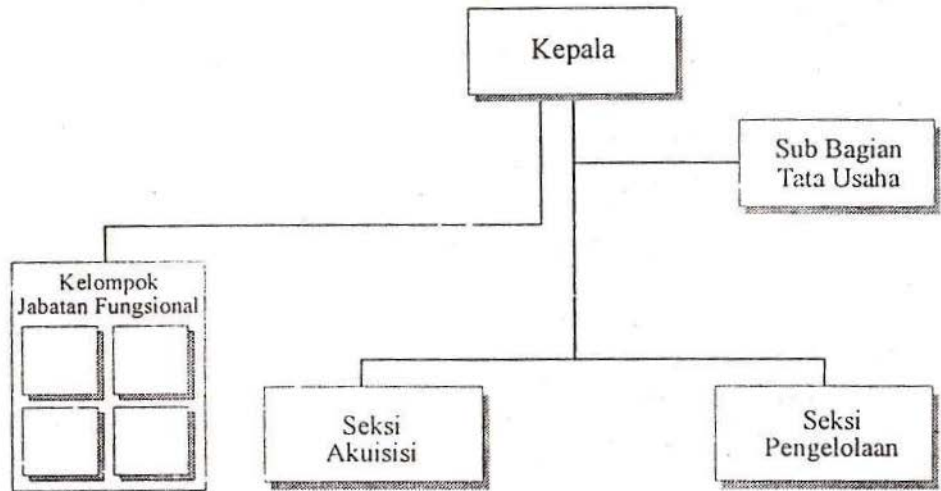 Kepala
Sub Bagian
Tata Usaha
Kelompok
Jabatan Fungsional
Seksi
Akuisisi
Seksi
Pengelolaan